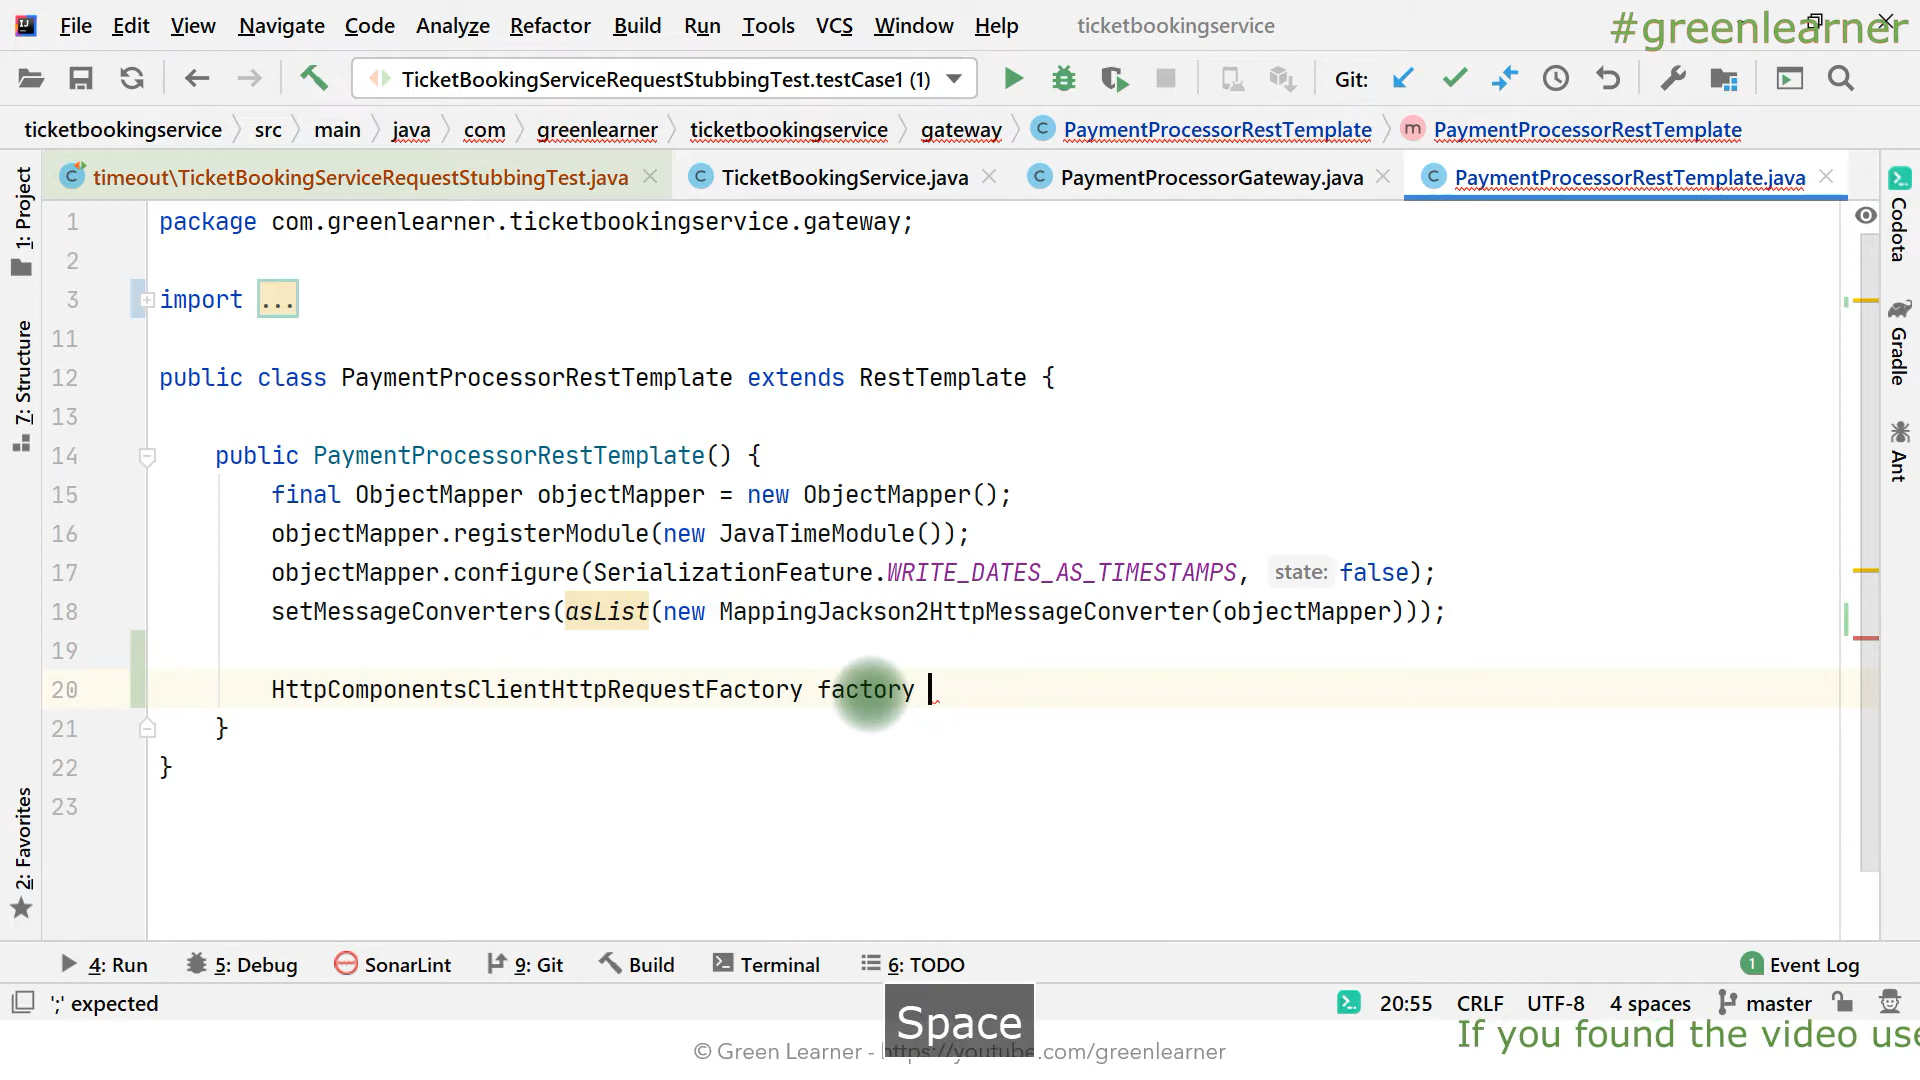 File Edit View Navigate Code Analyze Refactor Build Run Tools VCS Window Help ticketbookingservice
#greenlearner
TicketBookingServiceRequestStubbingTest.testCase1 (1) Git:
ticketbookingservice src main java com greenlearner ticketbookingservice gateway PaymentProcessorRestTemplate PaymentProcessorRestTemplate
timeout\TicketBookingServiceRequestStubbingTest.java TicketBookingService.java PaymentProcessorGateway.java PaymentProcessorRestTemplate.java
1: Project
7: Structure
2: Favorites
1 package com.greenlearner.ticketbookingservice.gateway;
2
3 import ...
11
12 public class PaymentProcessorRestTemplate extends RestTemplate {
13
14 public PaymentProcessorRestTemplate() {
15 final ObjectMapper objectMapper = new ObjectMapper();
16 objectMapper.registerModule(new JavaTimeModule());
17 objectMapper.configure(SerializationFeature.WRITE_DATES_AS_TIMESTAMPS, state: false);
18 setMessageConverters(asList(new MappingJackson2HttpMessageConverter(objectMapper)));
19
20 HttpComponentsClientHttpRequestFactory factory
21 }
22 }
23
Codota
Gradle
Ant
4: Run 5: Debug SonarLint 9: Git Build Terminal 6: TODO 1 Event Log
';' expected 20:55 CRLF UTF-8 4 spaces master
Space
If you found the video use
© Green Learner - https://youtube.com/greenlearner